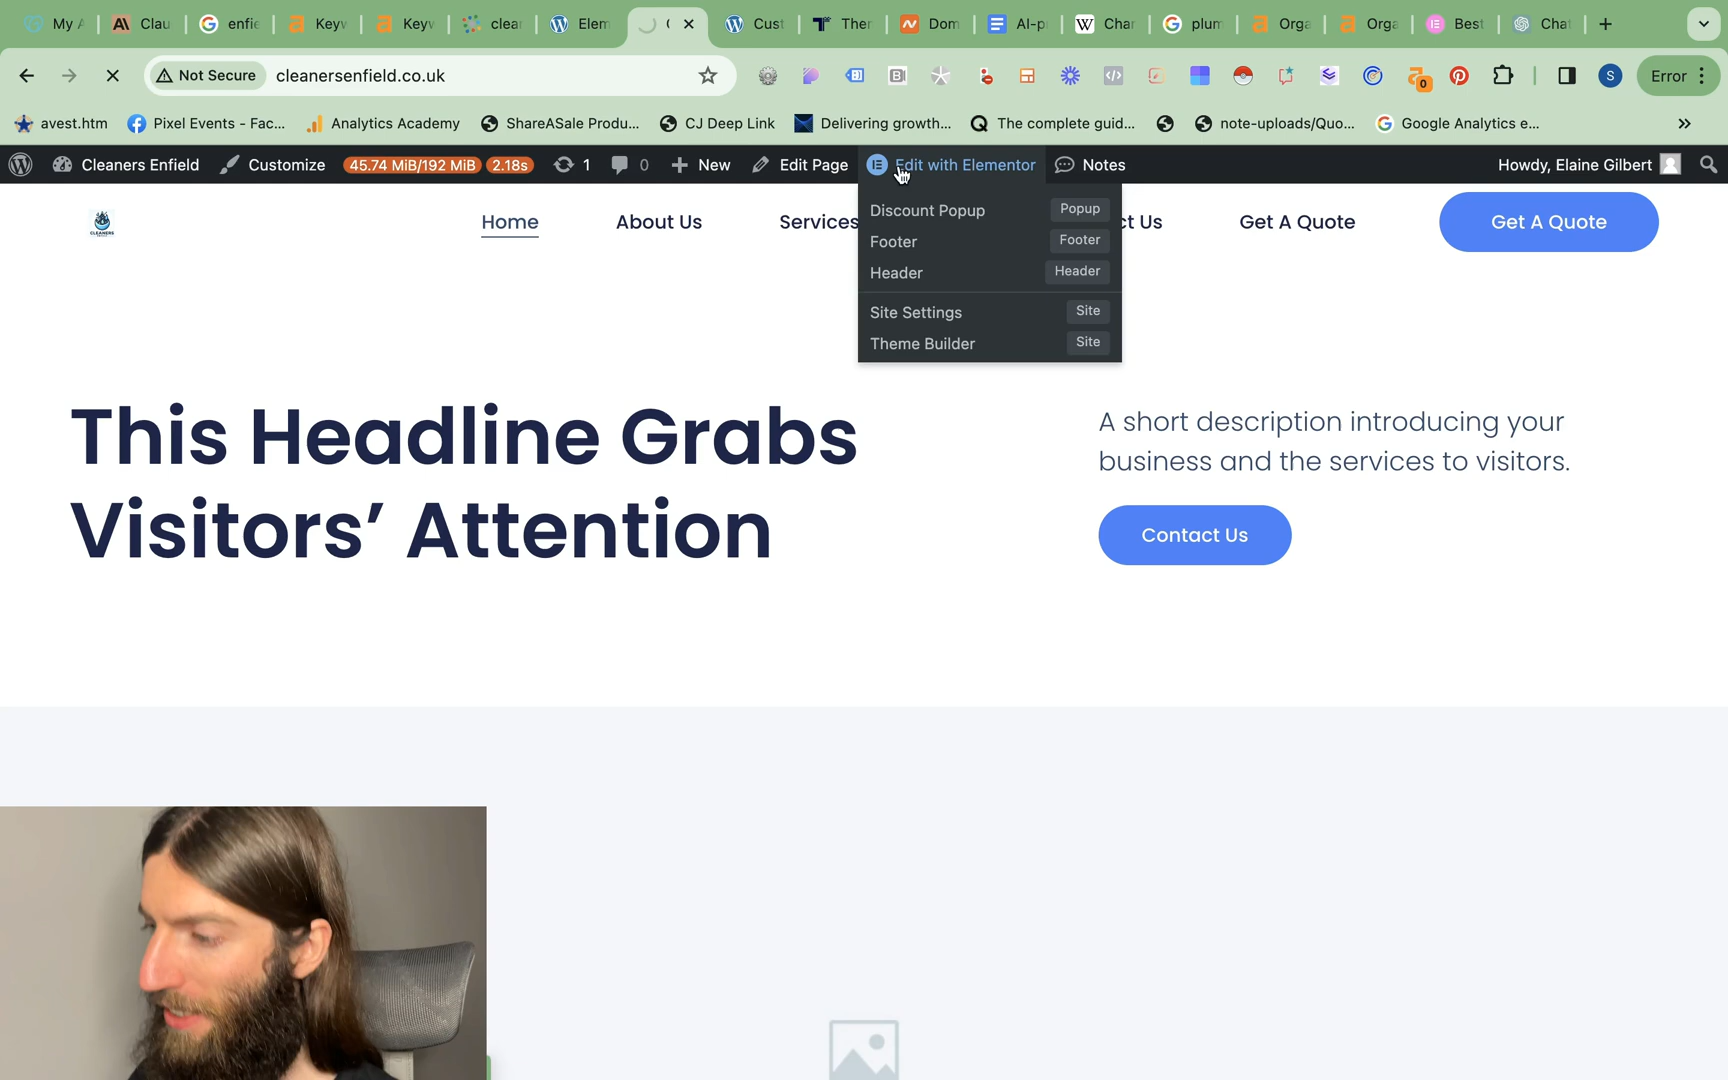 My A
Clau
enfie
Keyw
Keyw
clear
Elem
C
Cust
Ther
Dom
AI-p
Char
plum
Orga
Orga
Best
Chat
Not Secure
cleanersenfield.co.uk
0
S
Error
avest.htm
Pixel Events - Fac...
Analytics Academy
ShareASale Produ...
CJ Deep Link
Delivering growth...
The complete guid...
note-uploads/Quo...
Google Analytics e...
Cleaners Enfield
Customize
45.74 MiB/192 MiB
2.18s
1
0
New
Edit Page
Edit with Elementor
Notes
Howdy, Elaine Gilbert
CLEANERS
Home
About Us
Services
ct Us
Get A Quote
Get A Quote
Discount Popup
Popup
Footer
Footer
Header
Header
Site Settings
Site
Theme Builder
Site
This Headline Grabs
Visitors’ Attention
A short description introducing your
business and the services to visitors.
Contact Us